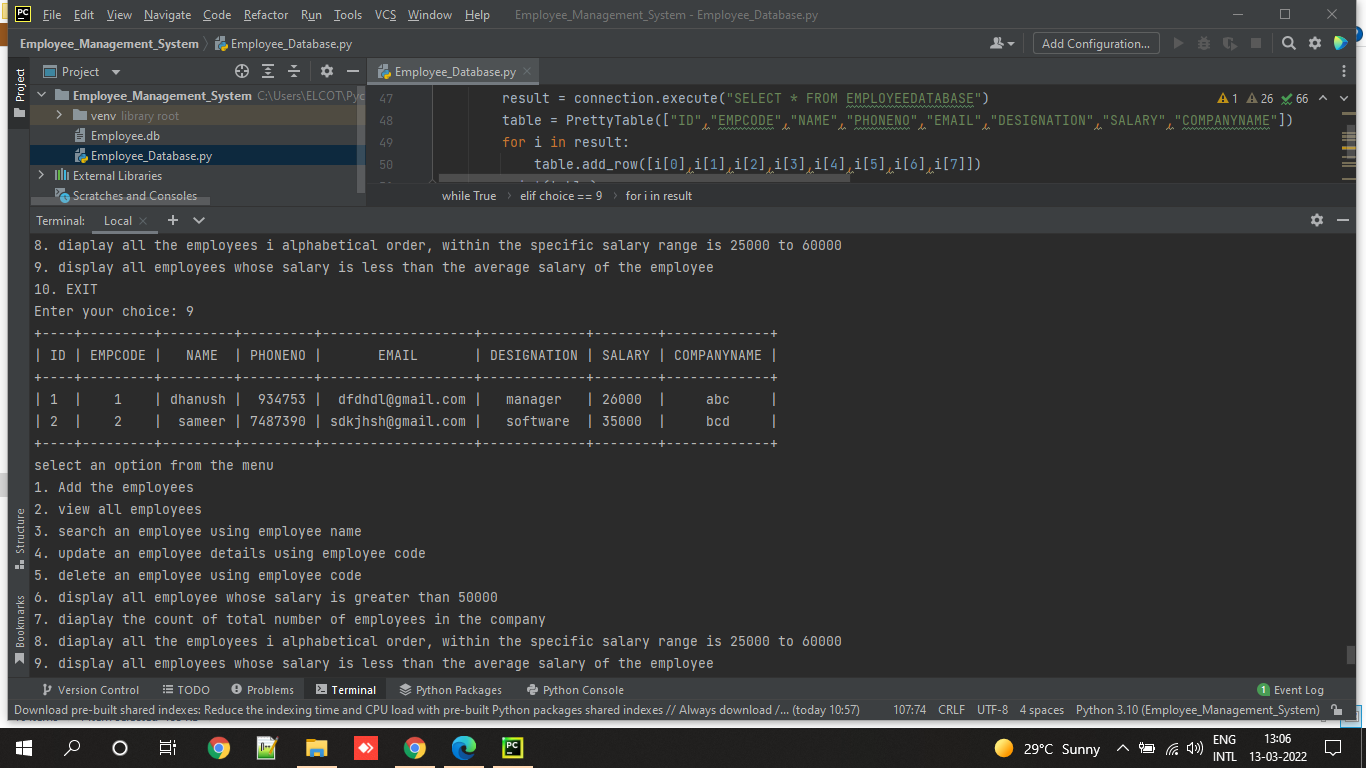 PC File Edit View Navigate Code Refactor Run Tools VCS Window Help Employee_Management_System - Employee_Database.py
Employee_Management_System Employee_Database.py Add Configuration...
Project
Project
Employee_Management_System C:\Users\ELCOT\Pyc
venv library root
Employee.db
Employee_Database.py
External Libraries
Scratches and Consoles
Employee_Database.py
47 result = connection.execute("SELECT * FROM EMPLOYEEDATABASE")
48 table = PrettyTable(["ID","EMPCODE","NAME","PHONENO","EMAIL","DESIGNATION","SALARY","COMPANYNAME"])
49 for i in result:
50 table.add_row([i[0],i[1],i[2],i[3],i[4],i[5],i[6],i[7]])
1 26 66
while True elif choice == 9 for i in result
Terminal: Local
8. diaplay all the employees i alphabetical order, within the specific salary range is 25000 to 60000
9. display all employees whose salary is less than the average salary of the employee
10. EXIT
Enter your choice: 9
+----+---------+---------+---------+-------------------+-------------+--------+-------------+
| ID | EMPCODE | NAME | PHONENO | EMAIL | DESIGNATION | SALARY | COMPANYNAME |
+----+---------+---------+---------+-------------------+-------------+--------+-------------+
| 1 | 1 | dhanush | 934753 | dfdhdl@gmail.com | manager | 26000 | abc |
| 2 | 2 | sameer | 7487390 | sdkjhsh@gmail.com | software | 35000 | bcd |
+----+---------+---------+---------+-------------------+-------------+--------+-------------+
select an option from the menu
1. Add the employees
2. view all employees
3. search an employee using employee name
4. update an employee details using employee code
5. delete an employee using employee code
6. display all employee whose salary is greater than 50000
7. diaplay the count of total number of employees in the company
8. diaplay all the employees i alphabetical order, within the specific salary range is 25000 to 60000
9. display all employees whose salary is less than the average salary of the employee
Structure
Bookmarks
Version Control TODO Problems Terminal Python Packages Python Console 1 Event Log
Download pre-built shared indexes: Reduce the indexing time and CPU load with pre-built Python packages shared indexes // Always download /... (today 10:57) 107:74 CRLF UTF-8 4 spaces Python 3.10 (Employee_Management_System)
PC 29°C Sunny ENG INTL 13:06 13-03-2022